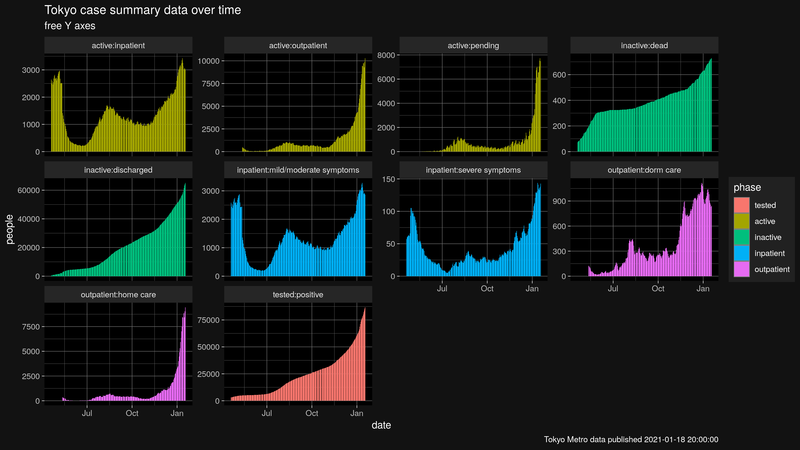 Tokyo case summary data over time
free Y axes
active:inpatient
active:outpatient
active:pending
inactive:dead
3000
2000
1000
0
10000
7500
5000
2500
0
8000
6000
4000
2000
0
600
400
200
0
inactive:discharged
inpatient:mild/moderate symptoms
inpatient:severe symptoms
outpatient:dorm care
60000
40000
20000
0
3000
2000
1000
0
150
100
50
0
900
600
300
0
Jul Oct Jan
Jul Oct Jan
outpatient:home care
tested:positive
7500
5000
2500
0
75000
50000
25000
0
Jul Oct Jan
Jul Oct Jan
people
date
phase
tested
active
inactive
inpatient
outpatient
Tokyo Metro data published 2021-01-18 20:00:00